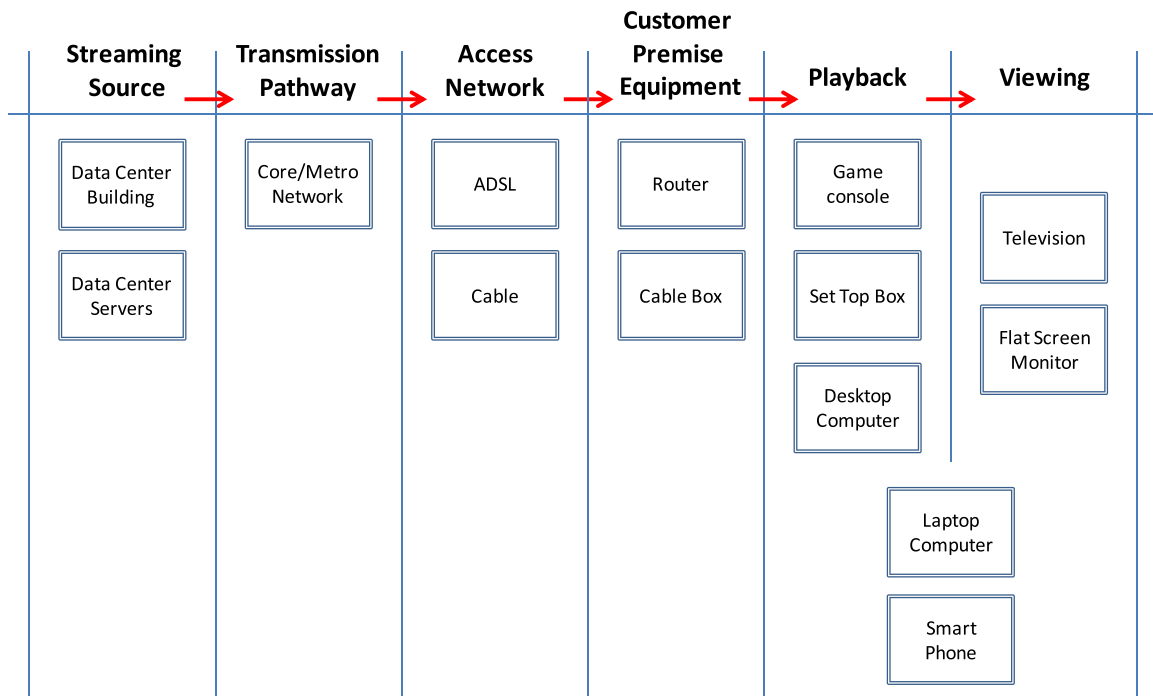 Streaming
Source
Transmission
Pathway
Access
Network
Customer
Premise
Equipment
Playback
Viewing
Data Center
Building
Data Center
Servers
Core/Metro
Network
ADSL
Cable
Router
Cable Box
Game
console
Set Top Box
Desktop
Computer
Television
Flat Screen
Monitor
Laptop
Computer
Smart
Phone